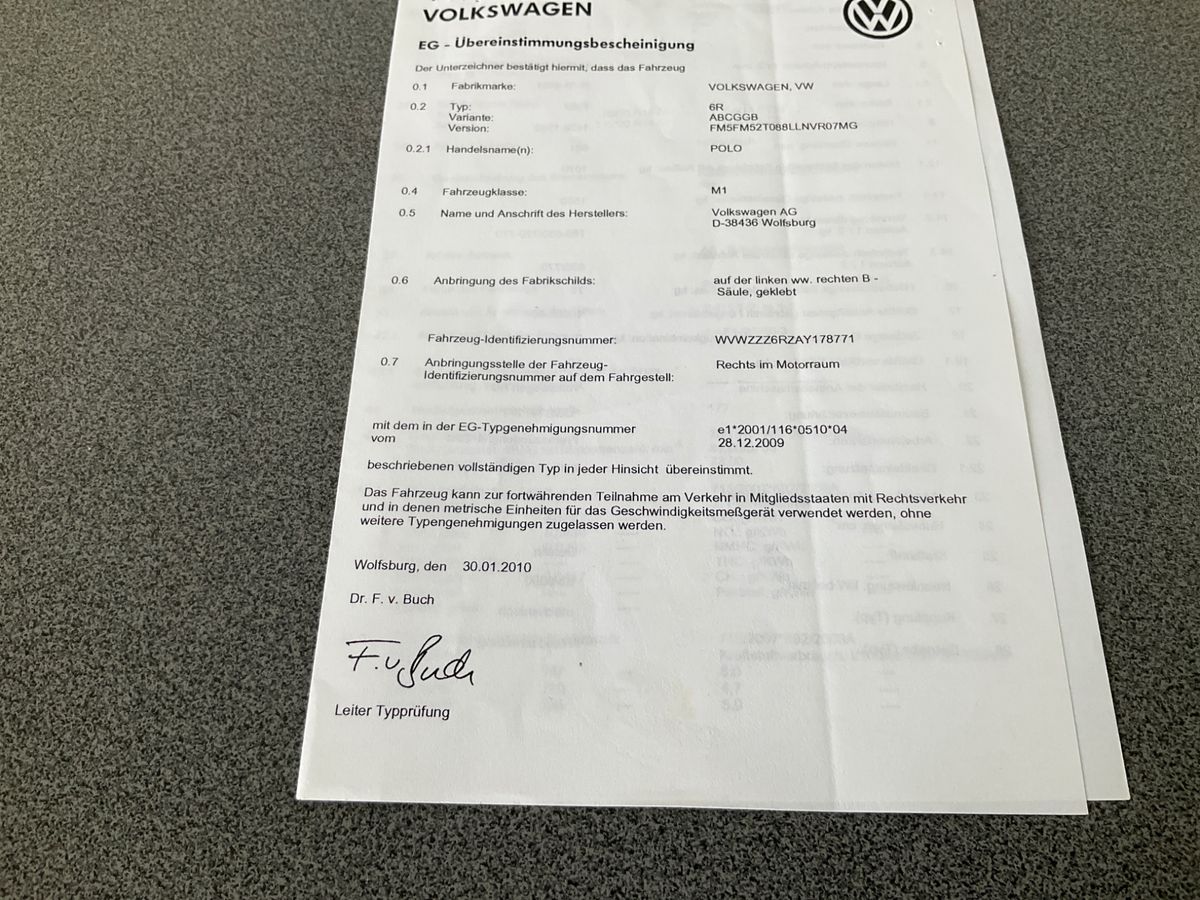 VOLKSWAGEN
EG - Übereinstimmungsbescheinigung
Der Unterzeichner bestätigt hiermit, dass das Fahrzeug
0.1 Fabrikmarke: VOLKSWAGEN, VW
0.2 Typ: 6R
Variante: ABCGGB
Version: FM5FM52T088LLNVR07MG
0.2.1 Handelsname(n): POLO
0.4 Fahrzeugklasse: M1
0.5 Name und Anschrift des Herstellers: Volkswagen AG
D-38436 Wolfsburg
0.6 Anbringung des Fabrikschilds: auf der linken ww. rechten B -
Säule, geklebt
Fahrzeug-Identifizierungsnummer: WVWZZZ6RZAY178771
0.7 Anbringungsstelle der Fahrzeug- Rechts im Motorraum
Identifizierungsnummer auf dem Fahrgestell:
mit dem in der EG-Typgenehmigungsnummer e1*2001/116*0510*04
vom 28.12.2009
beschriebenen vollständigen Typ in jeder Hinsicht übereinstimmt.
Das Fahrzeug kann zur fortwährenden Teilnahme am Verkehr in Mitgliedsstaaten mit Rechtsverkehr
und in denen metrische Einheiten für das Geschwindigkeitsmeßgerät verwendet werden, ohne
weitere Typengenehmigungen zugelassen werden.
Wolfsburg, den 30.01.2010
Dr. F. v. Buch
F. v Buch
Leiter Typprüfung